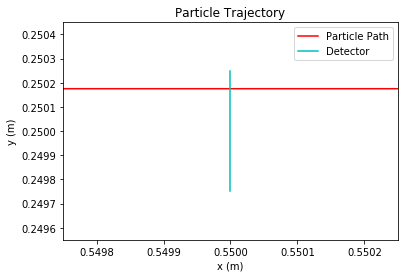 Particle Trajectory
Particle Path
Detector
0.2504
0.2503
0.2502
0.2501
0.2500
0.2499
0.2498
0.2497
0.2496
y (m)
0.5498 0.5499 0.5500 0.5501 0.5502
x (m)